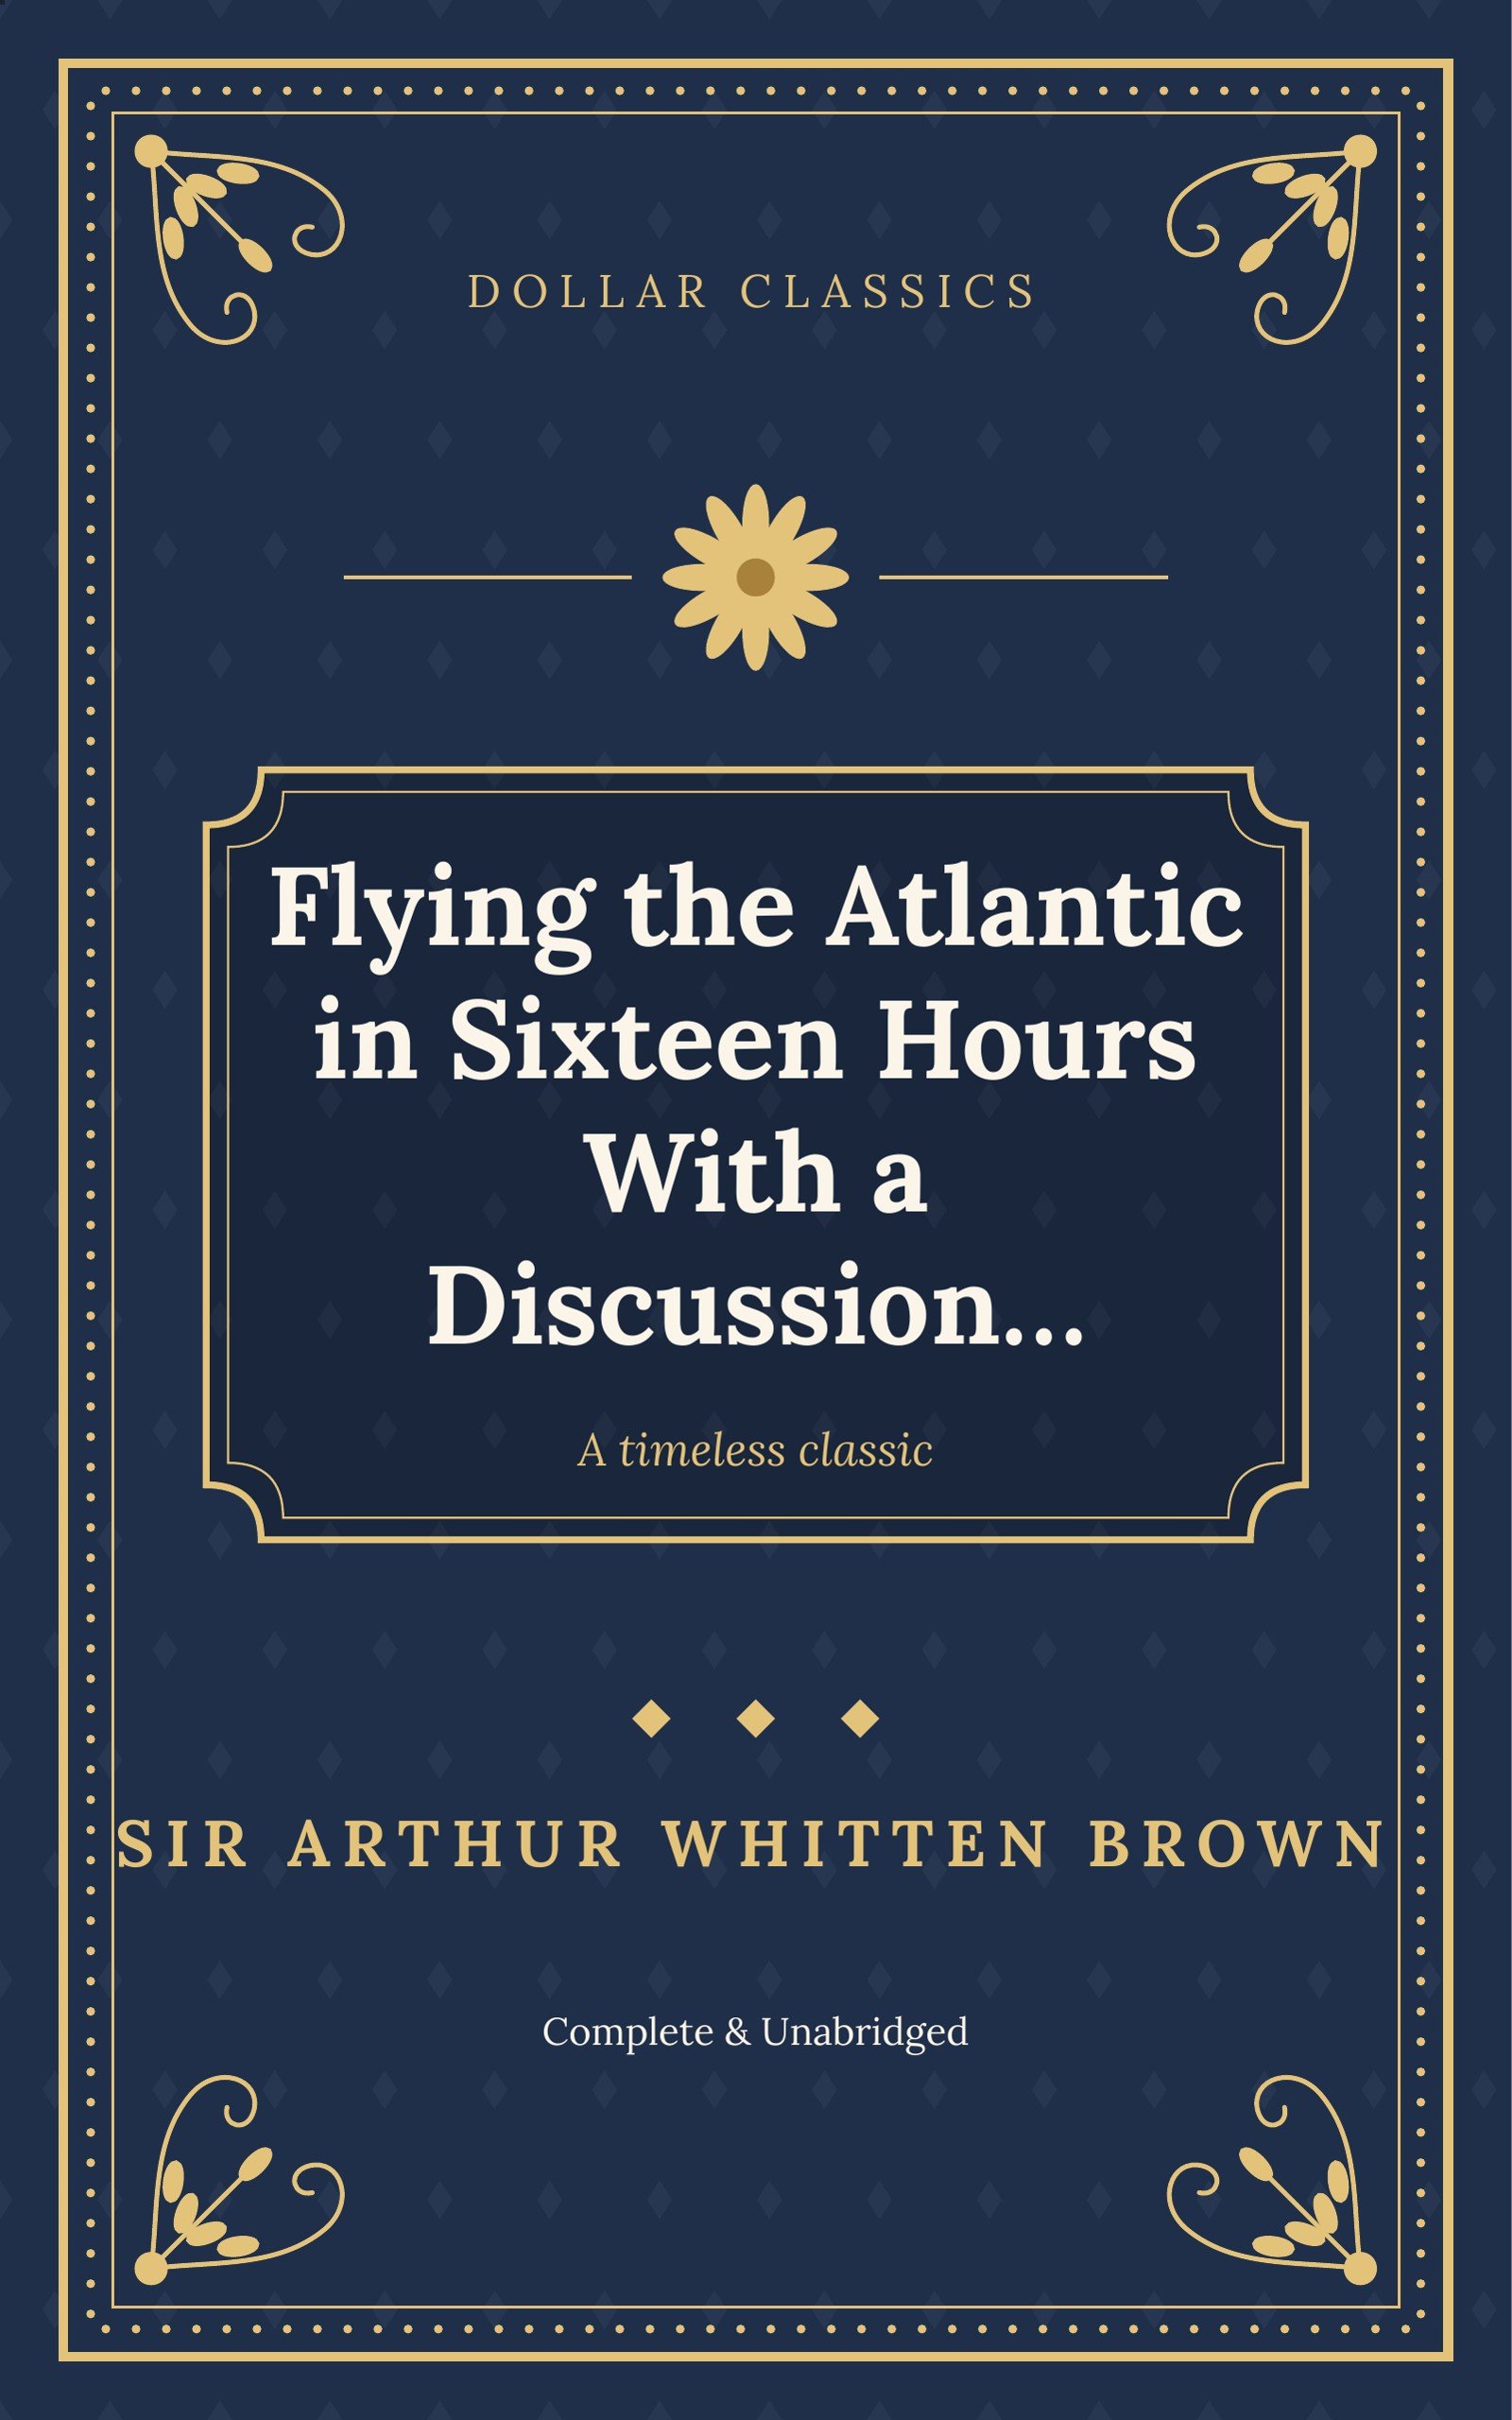 DOLLAR CLASSICS
Flying the Atlantic
in Sixteen Hours
With a
Discussion...
A timeless classic
SIR ARTHUR WHITTEN BROWN
Complete & Unabridged